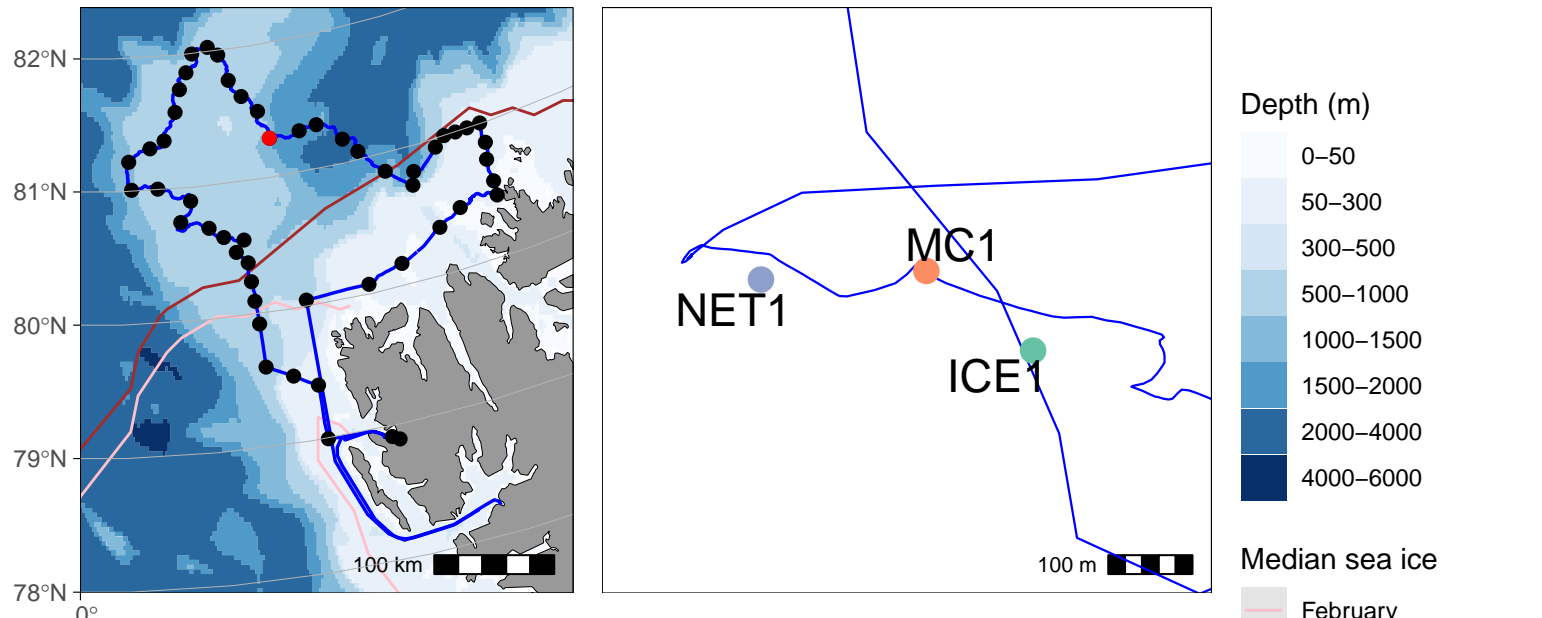 82°N
81°N
80°N
79°N
78°N
0°
100 km
MC1
NET1
ICE1
100 m
Depth (m)
0–50
50–300
300–500
500–1000
1000–1500
1500–2000
2000–4000
4000–6000
Median sea ice
February